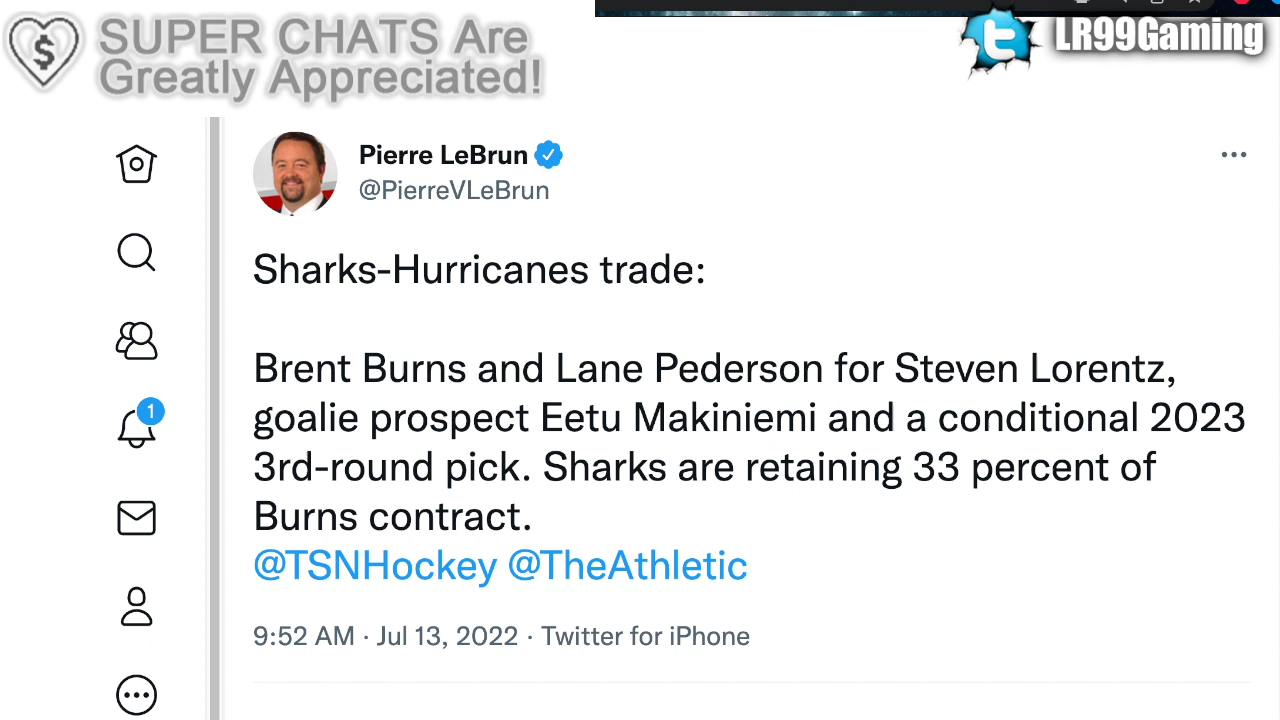 SUPER CHATS Are
Greatly Appreciated!
LR99Gaming
Pierre LeBrun
@PierreVLeBrun
Sharks-Hurricanes trade:
Brent Burns and Lane Pederson for Steven Lorentz,
goalie prospect Eetu Makiniemi and a conditional 2023
3rd-round pick. Sharks are retaining 33 percent of
Burns contract.
@TSNHockey @TheAthletic
9:52 AM · Jul 13, 2022 · Twitter for iPhone
1